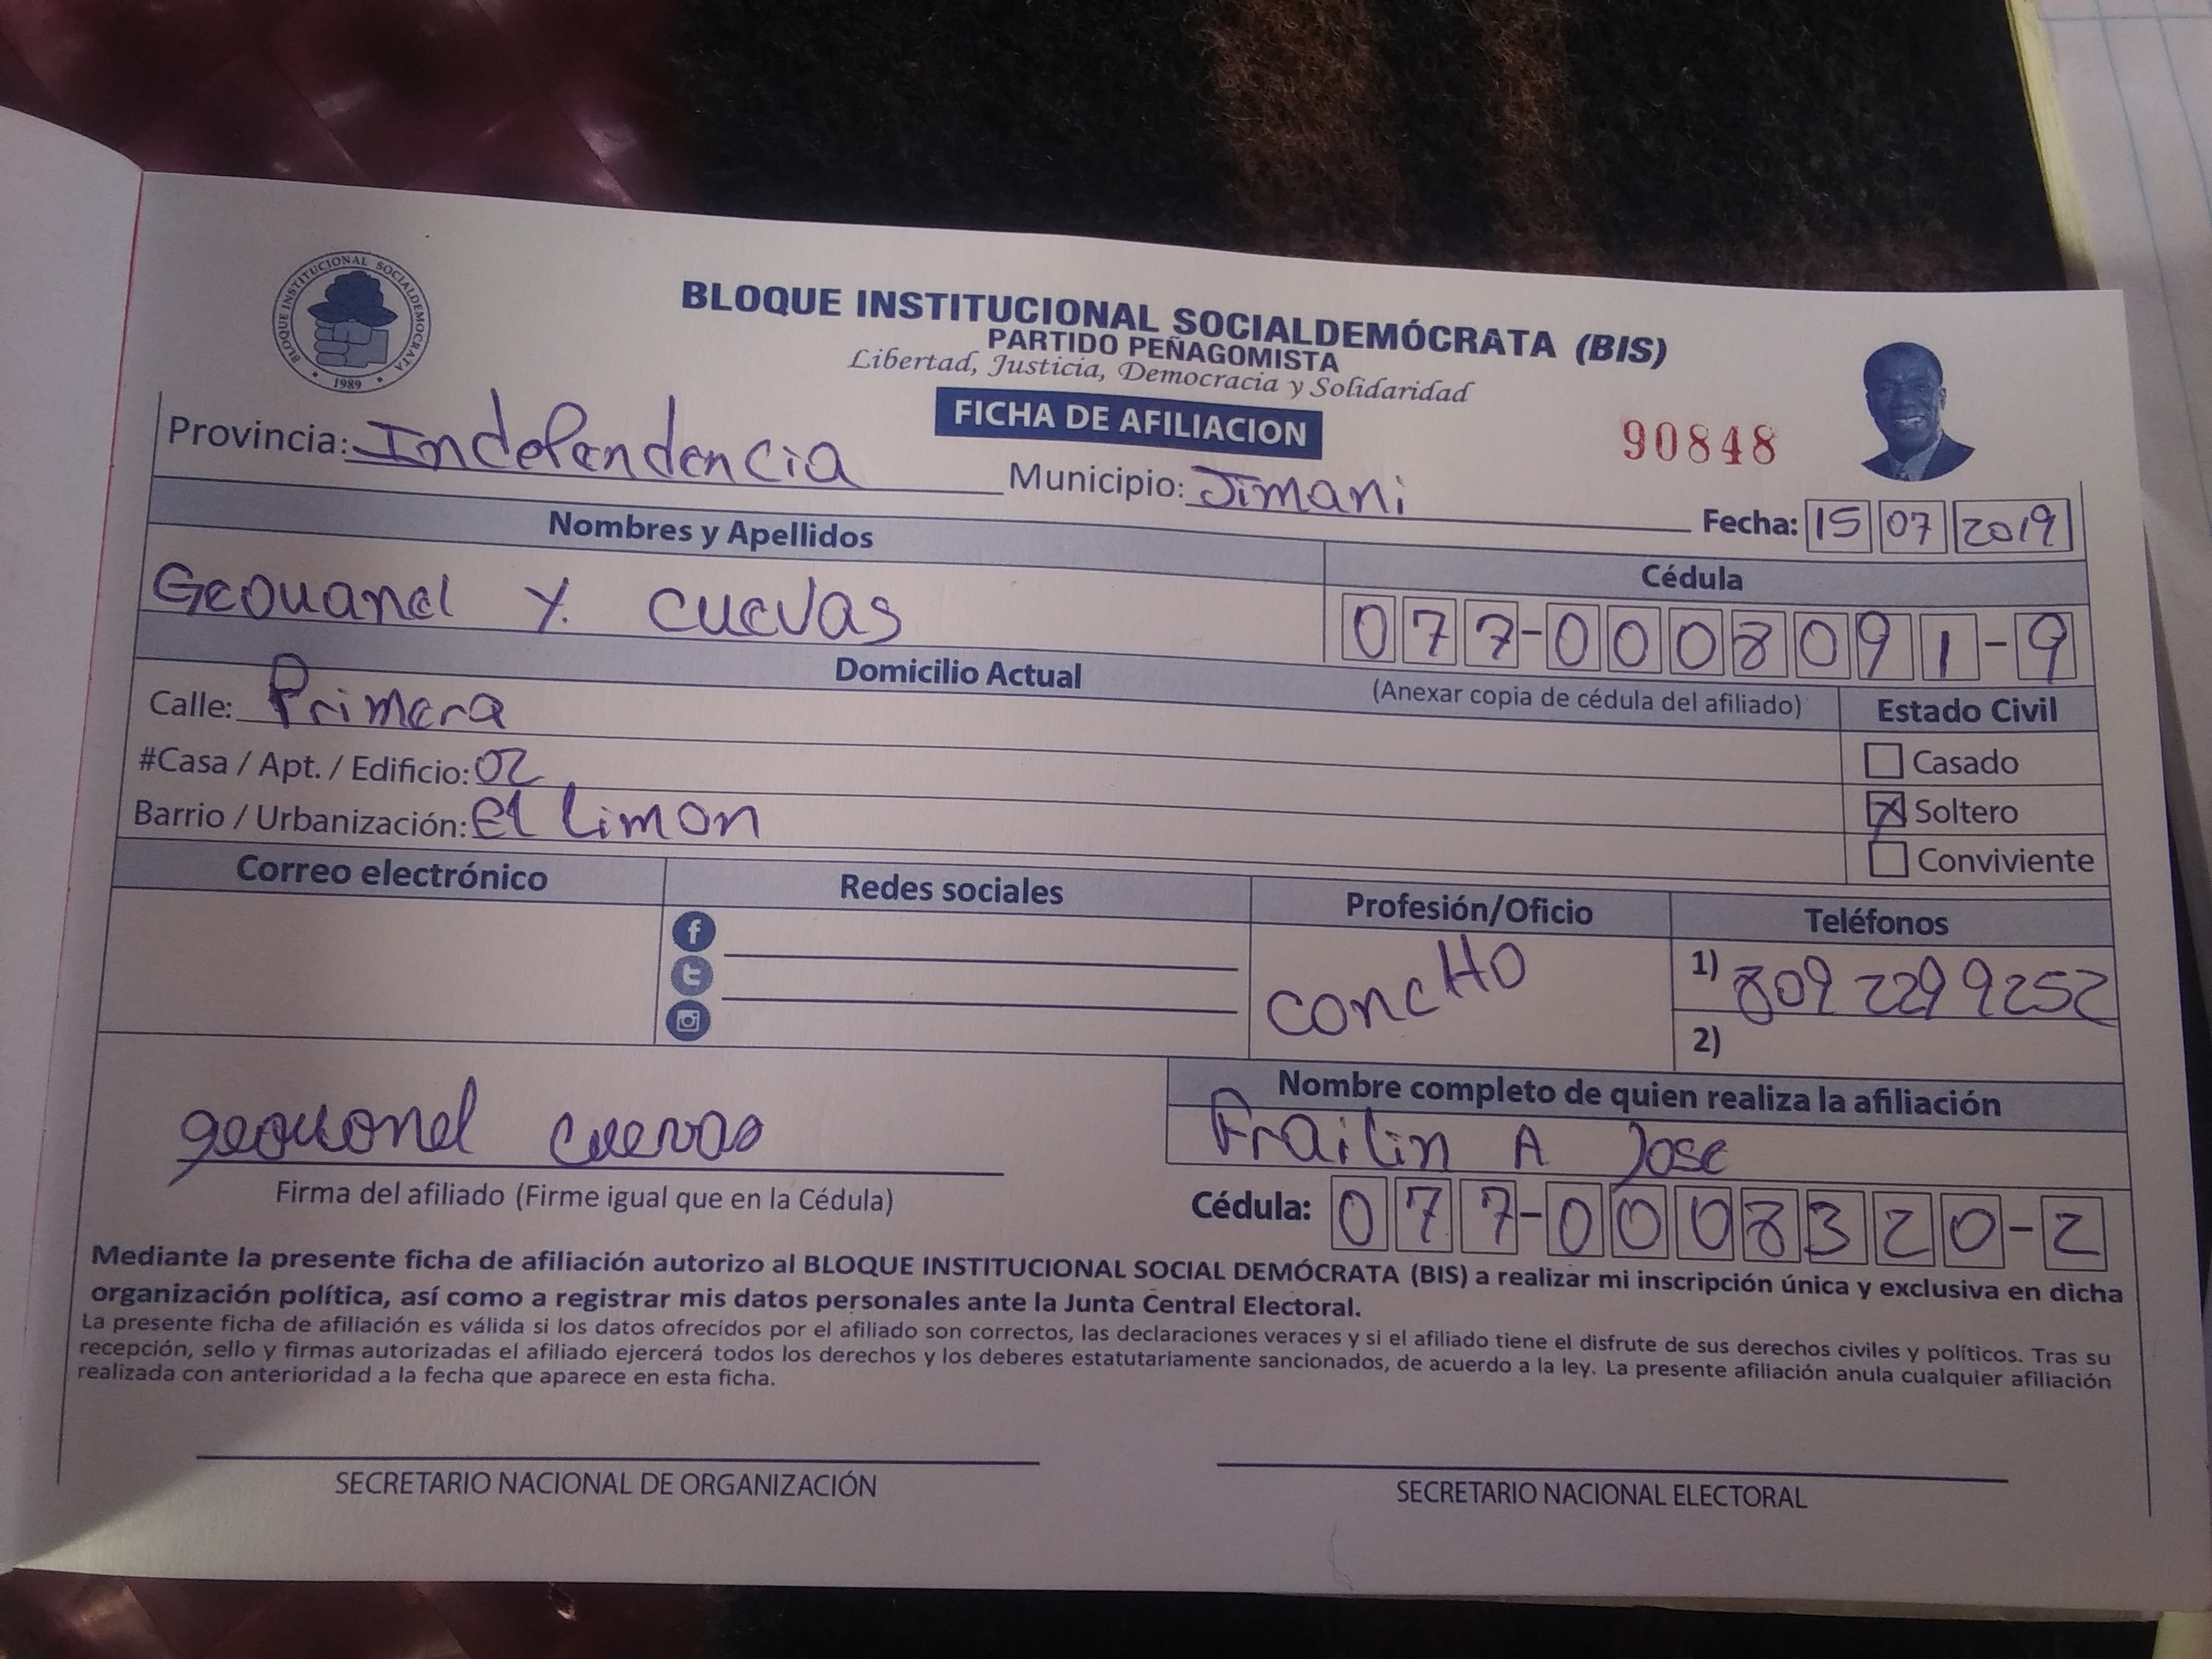 BLOQUE INSTITUCIONAL SOCIALDEMOCRATA
1989
BLOQUE INSTITUCIONAL SOCIALDEMÓCRATA (BIS)
PARTIDO PEÑAGOMISTA
Libertad, Justicia, Democracia y Solidaridad
FICHA DE AFILIACION
90848
Provincia: Independencia Municipio: Jimani Fecha: 15 07 2019
Nombres y Apellidos Cédula
Geouanel Y. cuevas 077-0008091-9
Domicilio Actual (Anexar copia de cédula del afiliado) Estado Civil
Calle: Primera
Casado
#Casa / Apt. / Edificio: 02
X Soltero
Barrio / Urbanización: el Limon
Conviviente
Correo electrónico Redes sociales Profesión/Oficio Teléfonos
f
concHo 1) 809 229 9252
2)
Nombre completo de quien realiza la afiliación
geouanel cuevas Frailin A Jose
Firma del afiliado (Firme igual que en la Cédula) Cédula: 077-0008320-2
Mediante la presente ficha de afiliación autorizo al BLOQUE INSTITUCIONAL SOCIAL DEMÓCRATA (BIS) a realizar mi inscripción única y exclusiva en dicha
organización política, así como a registrar mis datos personales ante la Junta Central Electoral.
La presente ficha de afiliación es válida si los datos ofrecidos por el afiliado son correctos, las declaraciones veraces y si el afiliado tiene el disfrute de sus derechos civiles y políticos. Tras su
recepción, sello y firmas autorizadas el afiliado ejercerá todos los derechos y los deberes estatutariamente sancionados, de acuerdo a la ley. La presente afiliación anula cualquier afiliación
realizada con anterioridad a la fecha que aparece en esta ficha.
SECRETARIO NACIONAL DE ORGANIZACIÓN SECRETARIO NACIONAL ELECTORAL